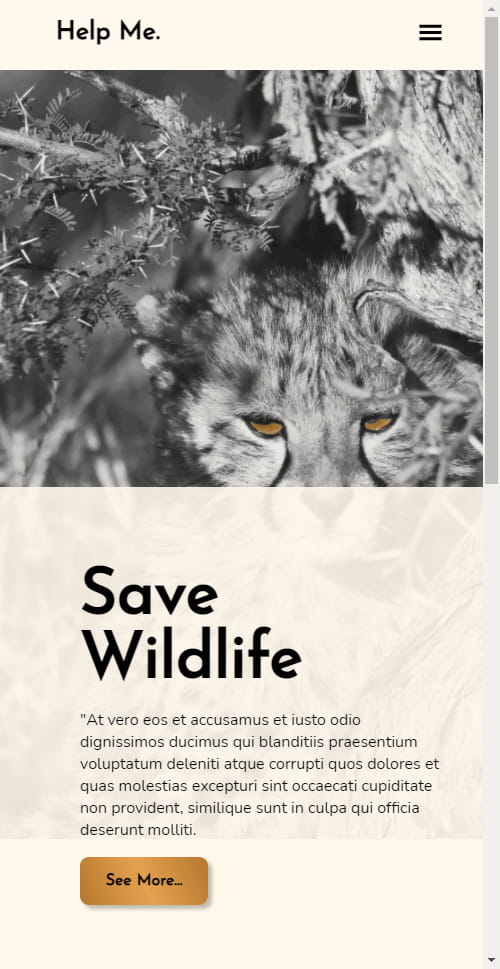 Help Me.
Save
Wildlife
"At vero eos et accusamus et iusto odio
dignissimos ducimus qui blanditiis praesentium
voluptatum deleniti atque corrupti quos dolores et
quas molestias excepturi sint occaecati cupiditate
non provident, similique sunt in culpa qui officia
deserunt molliti.
See More...